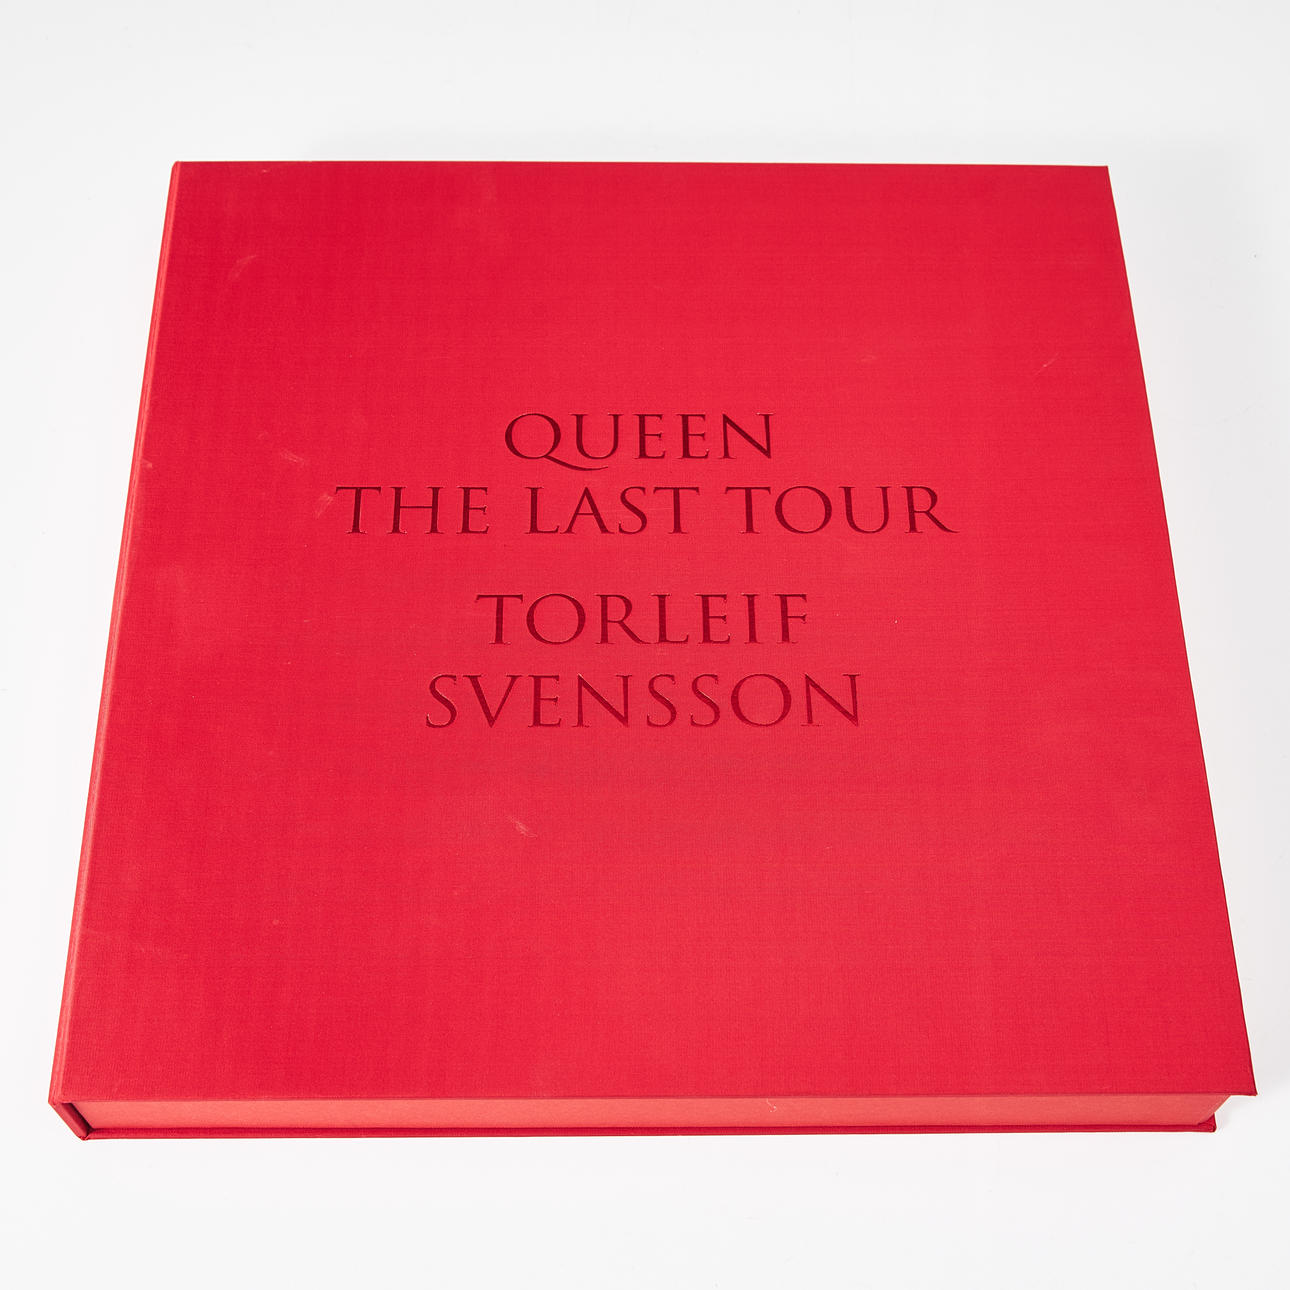 QUEEN
THE LAST TOUR
TORLEIF
SVENSSON